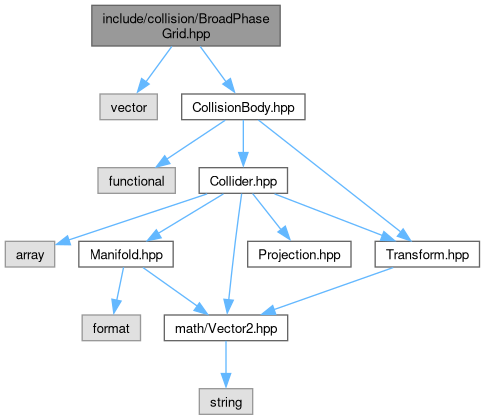 include/collision/BroadPhase
Grid.hpp
vector
CollisionBody.hpp
functional
Collider.hpp
array
Manifold.hpp
Projection.hpp
Transform.hpp
format
math/Vector2.hpp
string